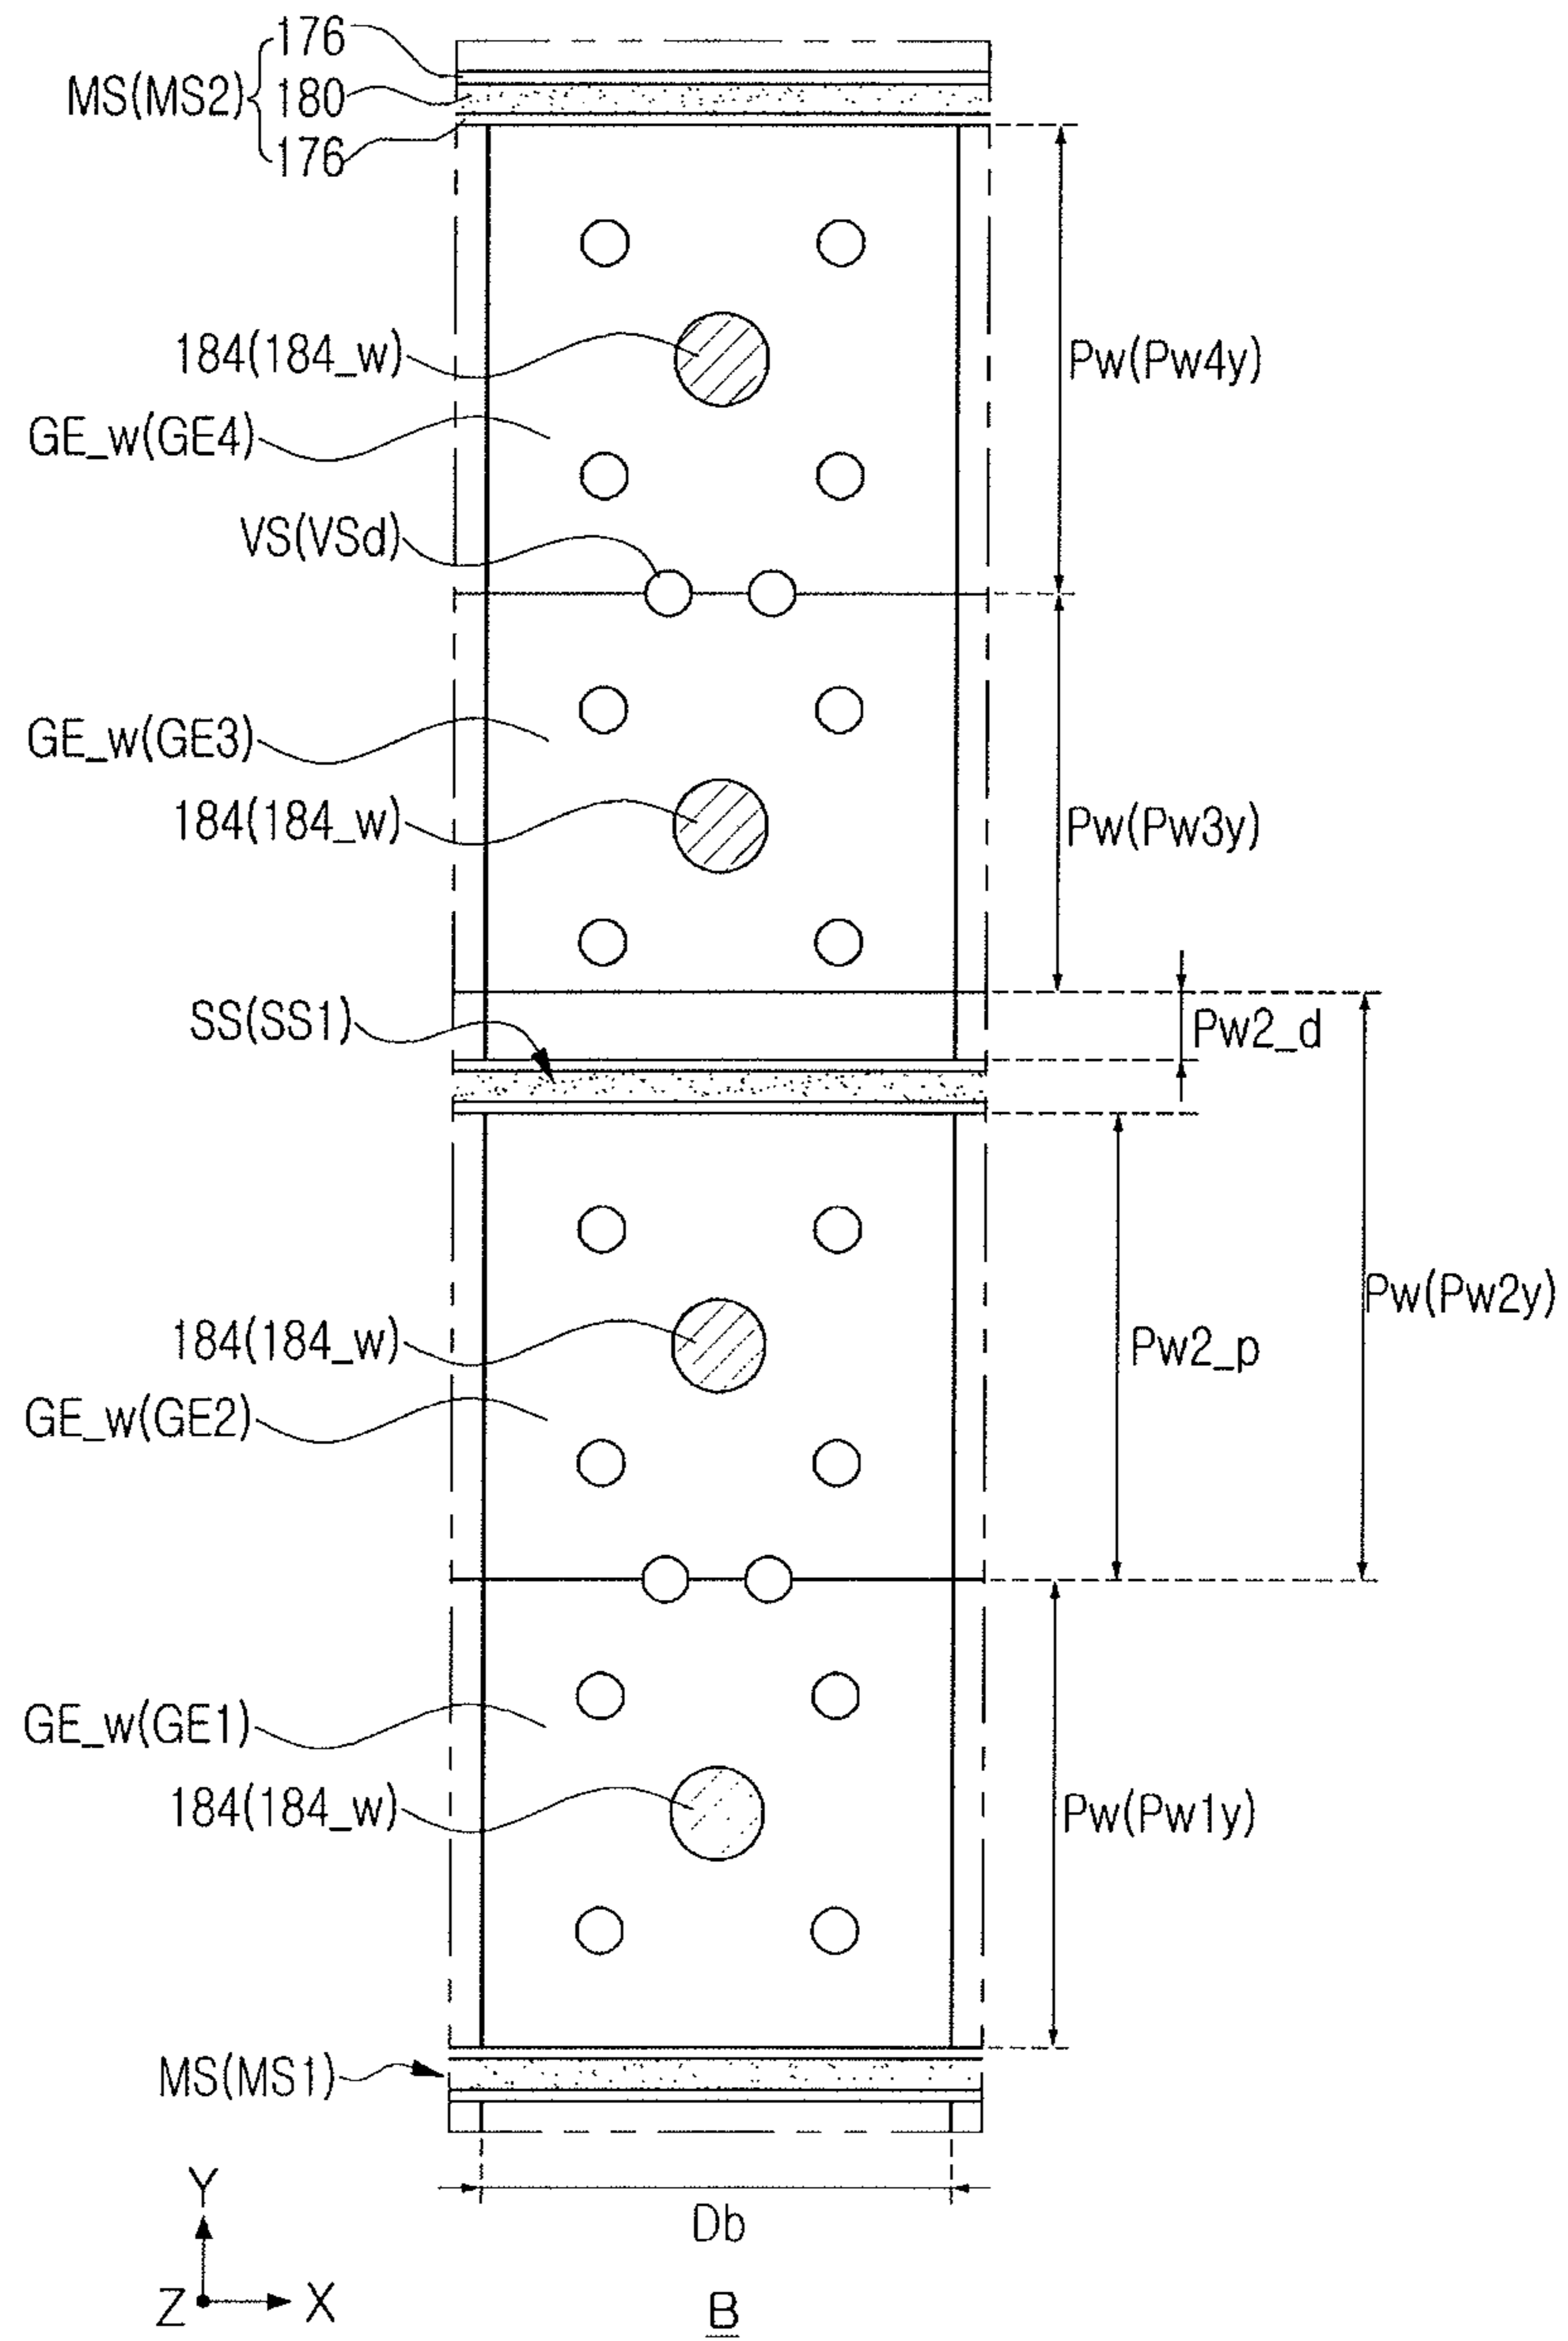 176
MS(MS2)
180
176
184(184_w)
Pw(Pw4y)
GE_w(GE4)
VS(VSd)
GE_w(GE3)
184(184_w)
Pw(Pw3y)
SS(SS1)
Pw2_d
Pw(Pw2y)
184(184_w)
Pw2_p
GE_w(GE2)
GE_w(GE1)
184(184_w)
Pw(Pw1y)
MS(MS1)
Y
Db
Z
X
B